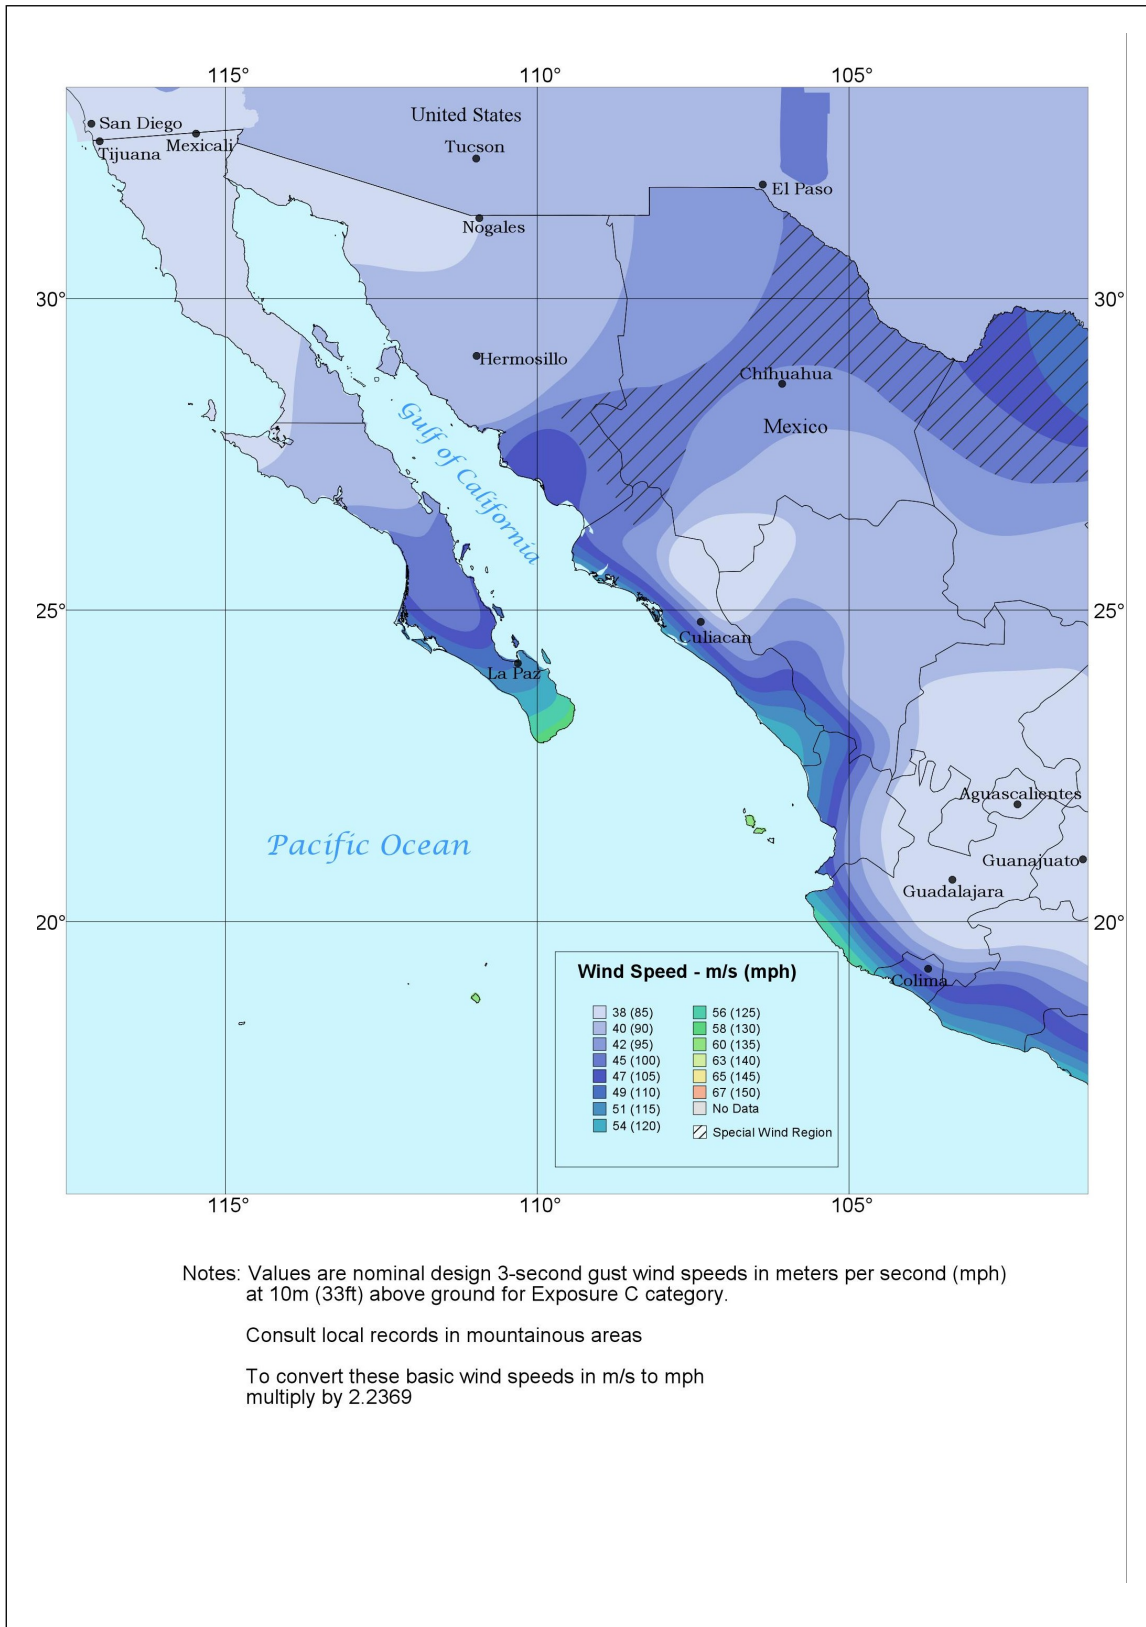 115°
110°
105°
United States
San Diego
Tijuana
Mexicali
Tucson
El Paso
Nogales
30°
30°
Hermosillo
Chihuahua
Mexico
Gulf of California
25°
25°
Culiacan
La Paz
Aguascalientes
Pacific Ocean
Guanajuato
Guadalajara
20°
20°
Colima
Wind Speed - m/s (mph)
38 (85)
40 (90)
42 (95)
45 (100)
47 (105)
49 (110)
51 (115)
54 (120)
56 (125)
58 (130)
60 (135)
63 (140)
65 (145)
67 (150)
No Data
Special Wind Region
115°
110°
105°
Notes: Values are nominal design 3-second gust wind speeds in meters per second (mph)
at 10m (33ft) above ground for Exposure C category.
Consult local records in mountainous areas
To convert these basic wind speeds in m/s to mph
multiply by 2.2369